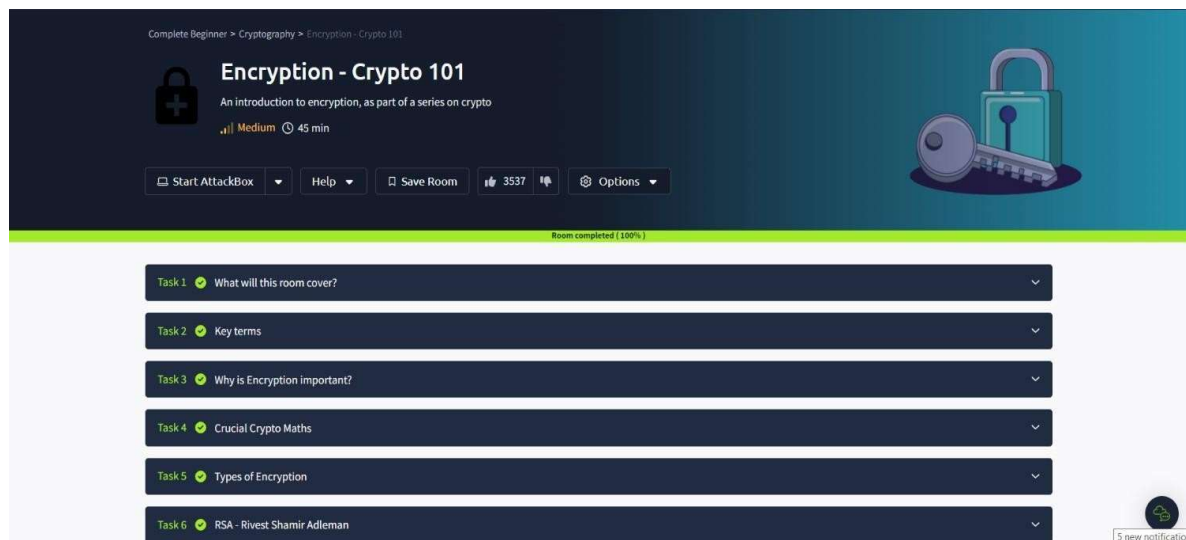 Complete Beginner > Cryptography > Encryption - Crypto 101
Encryption - Crypto 101
An introduction to encryption, as part of a series on crypto
Medium 45 min
Start AttackBox Help Save Room 3537 Options
Room completed ( 100% )
Task 1 What will this room cover?
Task 2 Key terms
Task 3 Why is Encryption important?
Task 4 Crucial Crypto Maths
Task 5 Types of Encryption
Task 6 RSA - Rivest Shamir Adleman
5 new notificatio